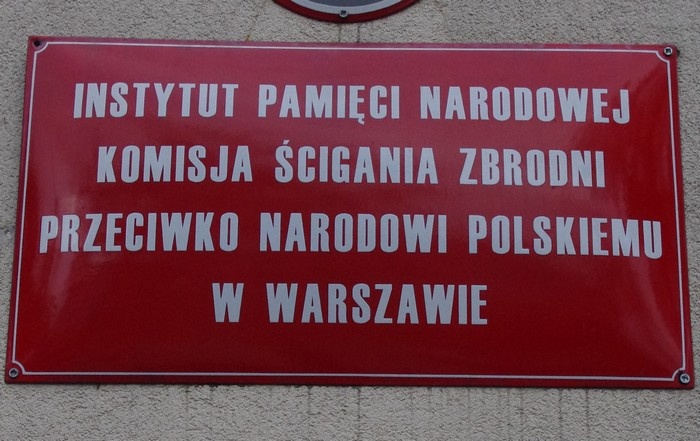 INSTYTUT PAMIĘCI NARODOWEJ
KOMISJA ŚCIGANIA ZBRODNI
PRZECIWKO NARODOWI POLSKIEMU
W WARSZAWIE